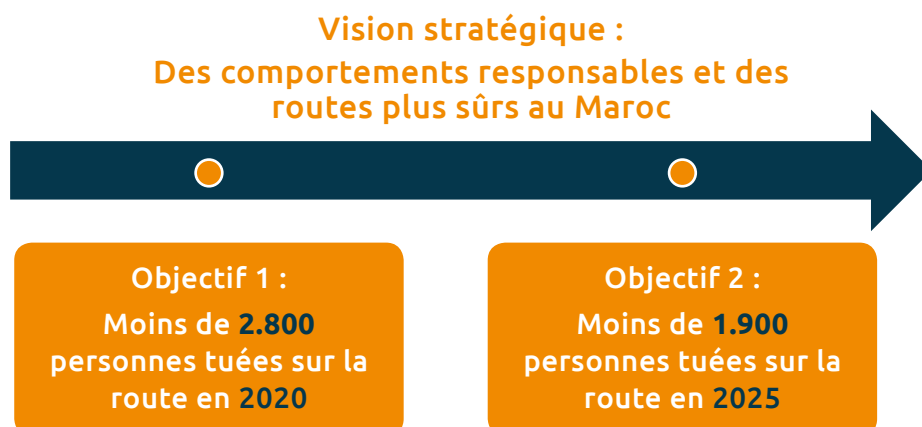 Vision stratégique :
Des comportements responsables et des
routes plus sûrs au Maroc
Objectif 1 :
Moins de 2.800
personnes tuées sur la
route en 2020
Objectif 2 :
Moins de 1.900
personnes tuées sur la
route en 2025